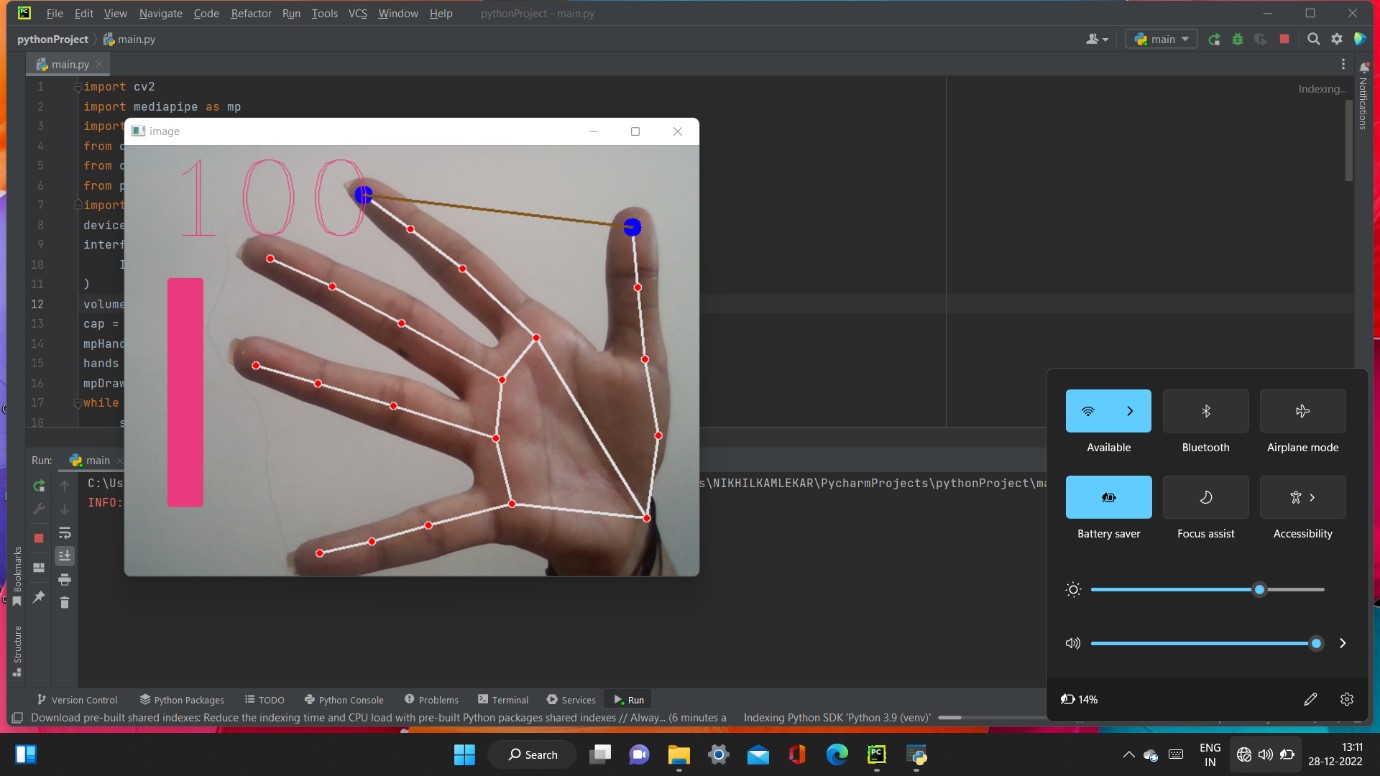 File Edit View Navigate Code Refactor Run Tools VCS Window Help pythonProject - main.py
pythonProject main.py main
main.py
1 import cv2
Indexing...
Notifications
2 import mediapipe as mp
3 import
4 from
5 from
6 from
7 import
8 device
9 interf
10
11 )
12 volume
13 cap =
14 mpHand
15 hands
16 mpDraw
17 while
18
image
100
Run: main
C:\Us
s\NIKHILKAMLEKAR\PycharmProjects\pythonProject\ma
INFO:
Bookmarks
Structure
Available Bluetooth Airplane mode
Battery saver Focus assist Accessibility
14%
Version Control Python Packages TODO Python Console Problems Terminal Services Run
Download pre-built shared indexes: Reduce the indexing time and CPU load with pre-built Python packages shared indexes // Alway... (6 minutes a Indexing Python SDK 'Python 3.9 (venv)'
Search
ENG
IN
13:11
28-12-2022